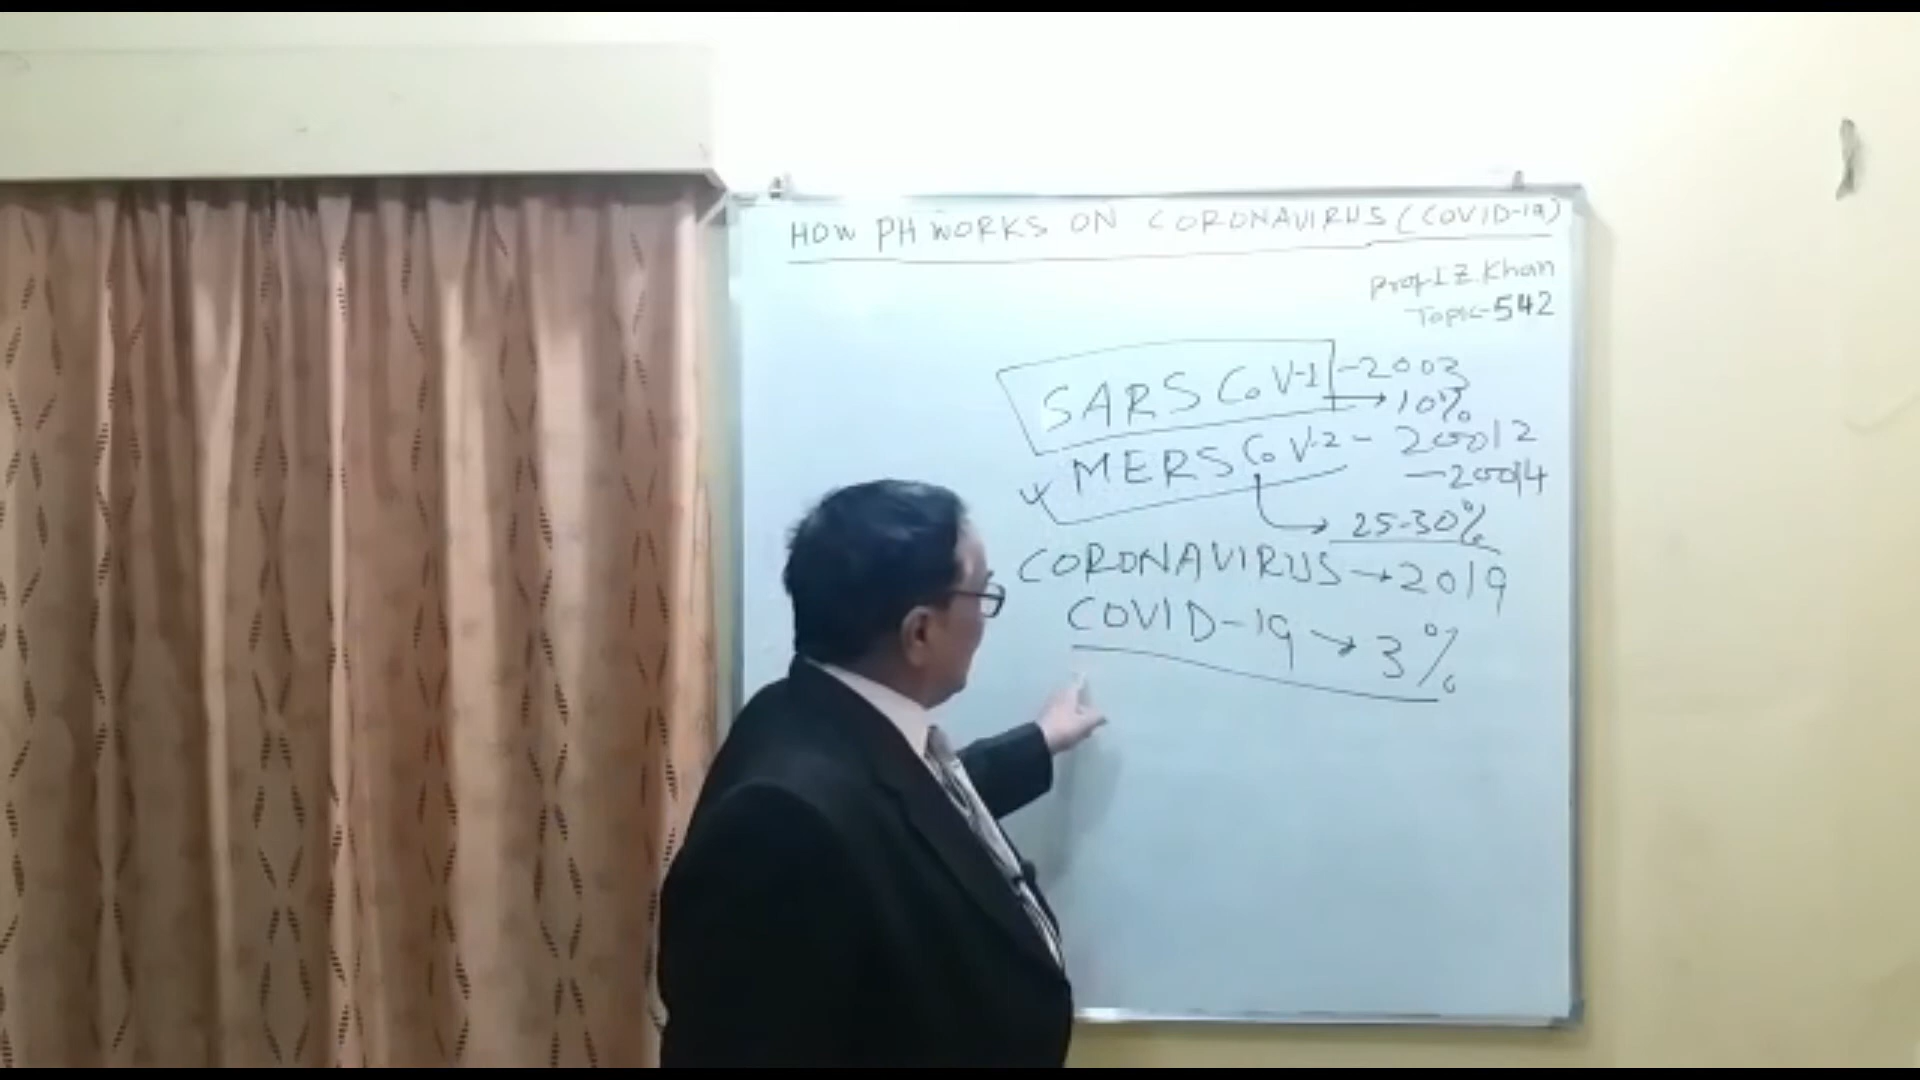 HOW PH WORKS ON CORONAVIRUS (COVID-19)
Prof. I Z. Khan
Topic-542
SARS CoV-1 - 2003
→ 10%
MERS CoV-2 - 20012
- 20014
25-30%
CORONAVIRUS → 2019
COVID-19 → 3%